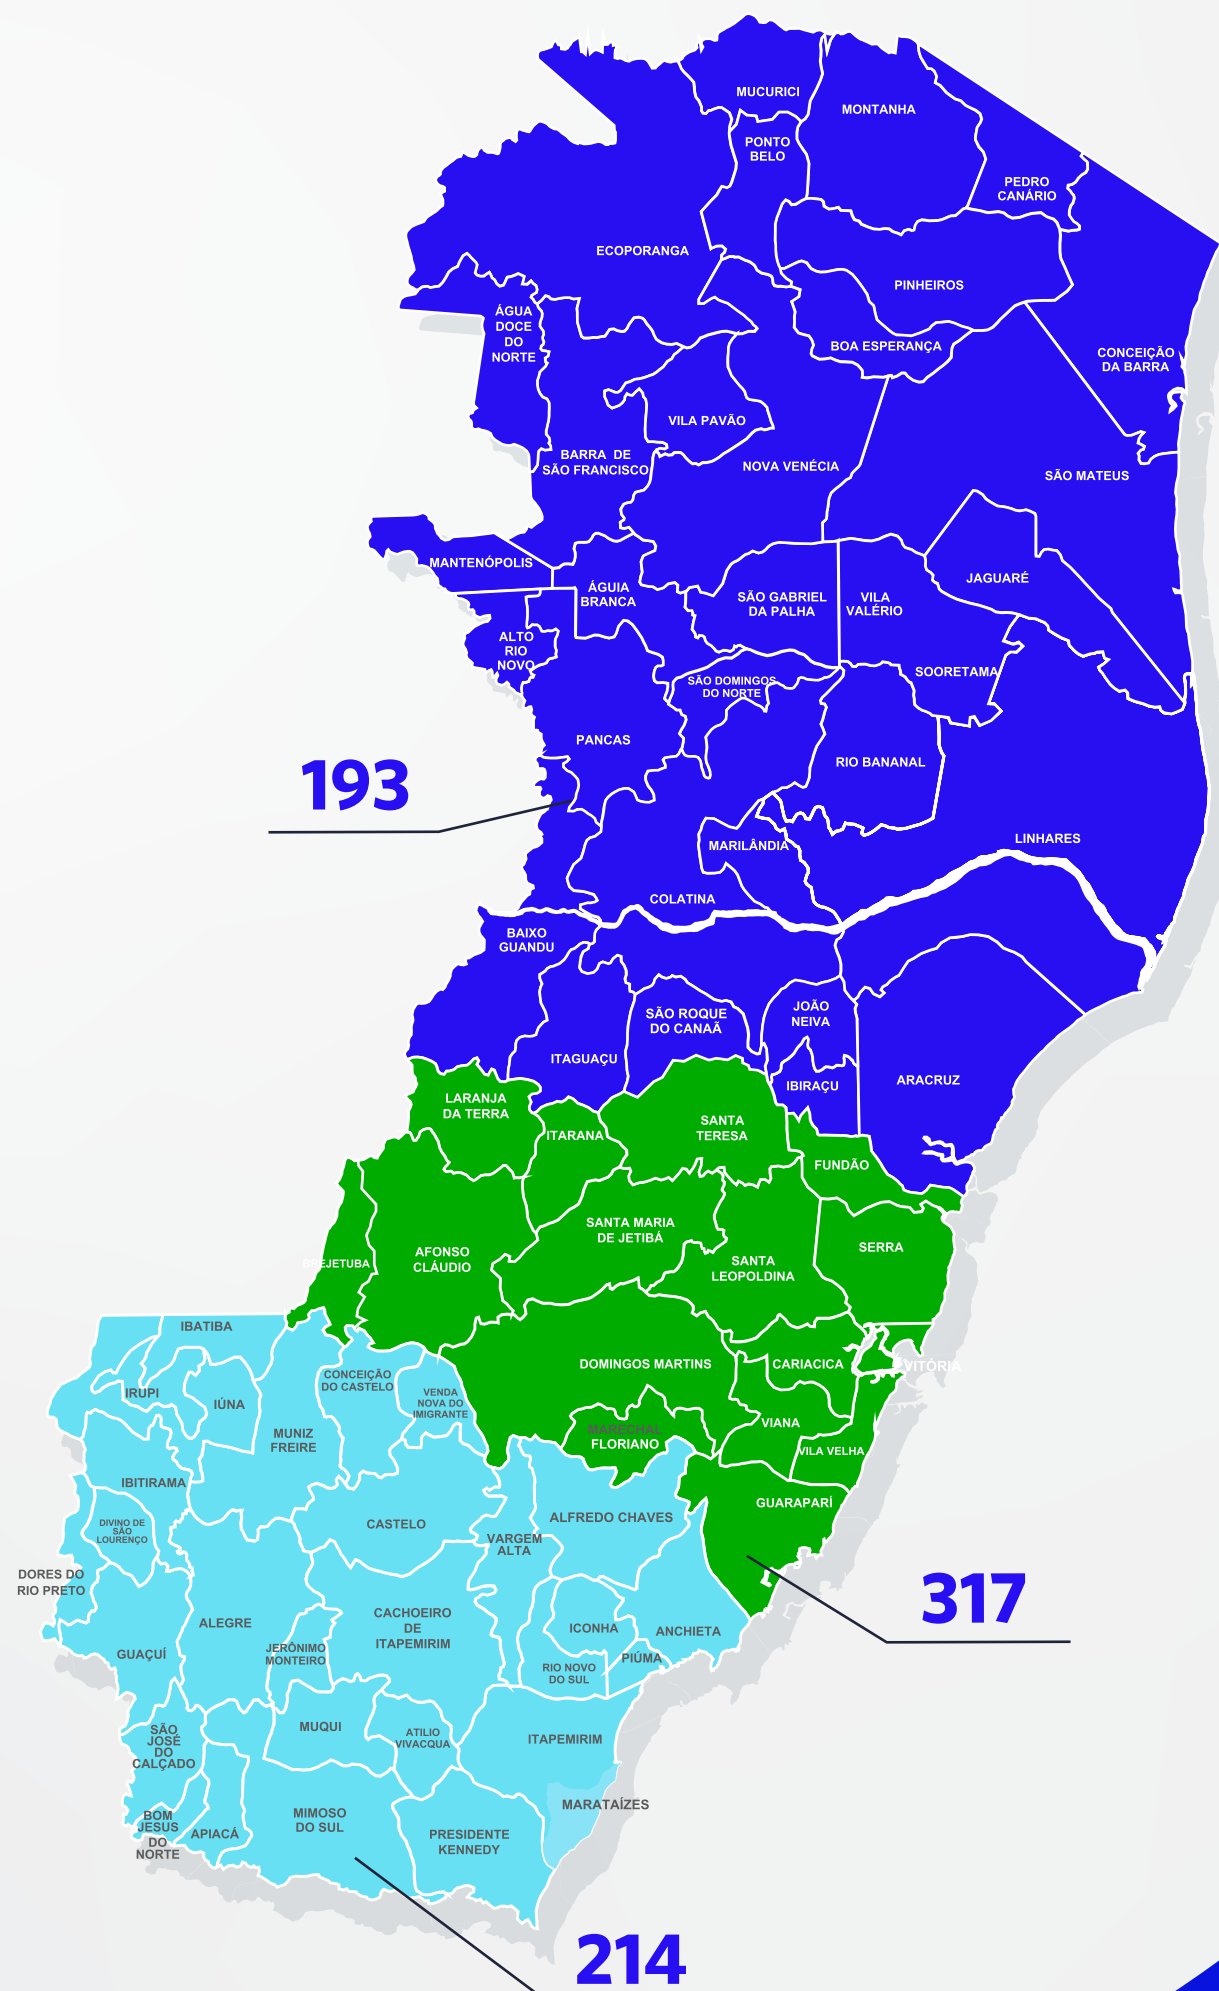 MUCURICI
MONTANHA
PONTO
BELO
PEDRO
CANÁRIO
ECOPORANGA
PINHEIROS
ÁGUA
DOCE
DO
NORTE
BOA ESPERANÇA
CONCEIÇÃO
DA BARRA
VILA PAVÃO
BARRA DE
SÃO FRANCISCO
NOVA VENÉCIA
SÃO MATEUS
MANTENÓPOLIS
ÁGUIA
BRANCA
SÃO GABRIEL
DA PALHA
VILA
VALÉRIO
JAGUARÉ
ALTO
RIO
NOVO
SÃO DOMINGOS
DO NORTE
SOORETAMA
PANCAS
RIO BANANAL
193
MARILÂNDIA
LINHARES
COLATINA
BAIXO
GUANDU
SÃO ROQUE
DO CANAÃ
JOÃO
NEIVA
ITAGUAÇU
IBIRAÇU
ARACRUZ
LARANJA
DA TERRA
ITARANA
SANTA
TERESA
FUNDÃO
SANTA MARIA
DE JETIBÁ
AFONSO
CLÁUDIO
BREJETUBA
SANTA
LEOPOLDINA
SERRA
IBATIBA
DOMINGOS MARTINS
CARIACICA
VITÓRIA
CONCEIÇÃO
DO CASTELO
VENDA
NOVA DO
IMIGRANTE
IRUPI
IÚNA
MUNIZ
FREIRE
MARECHAL
FLORIANO
VIANA
VILA VELHA
IBITIRAMA
GUARAPARÍ
DIVINO DE
SÃO
LOURENÇO
CASTELO
ALFREDO CHAVES
VARGEM
ALTA
DORES DO
RIO PRETO
317
ALEGRE
CACHOEIRO
DE
ITAPEMIRIM
ICONHA
ANCHIETA
GUAÇUÍ
JERÔNIMO
MONTEIRO
PIÚMA
RIO NOVO
DO SUL
SÃO
JOSÉ
DO
CALÇADO
MUQUI
ATILIO
VIVACQUA
ITAPEMIRIM
MARATAÍZES
BOM
JESUS
DO
NORTE
APIACÁ
MIMOSO
DO SUL
PRESIDENTE
KENNEDY
214